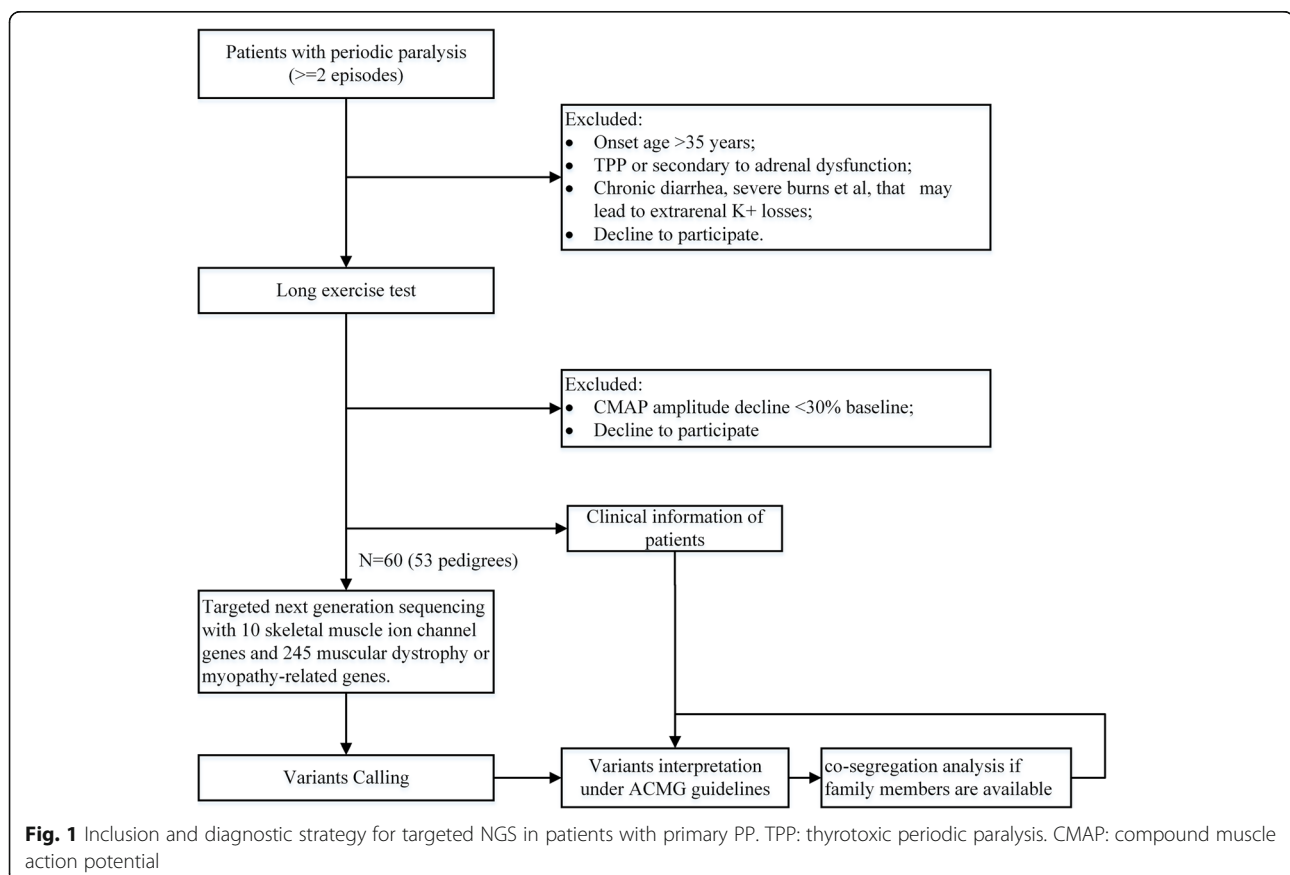 Patients with periodic paralysis
(>=2 episodes)
Excluded:
• Onset age >35 years;
• TPP or secondary to adrenal dysfunction;
• Chronic diarrhea, severe burns et al, that may
lead to extrarenal K+ losses;
• Decline to participate.
Long exercise test
Excluded:
• CMAP amplitude decline <30% baseline;
• Decline to participate
Clinical information of
patients
N=60 (53 pedigrees)
Targeted next generation sequencing
with 10 skeletal muscle ion channel
genes and 245 muscular dystrophy or
myopathy-related genes.
Variants Calling
Variants interpretation
under ACMG guidelines
co-segregation analysis if
family members are available
Fig. 1 Inclusion and diagnostic strategy for targeted NGS in patients with primary PP. TPP: thyrotoxic periodic paralysis. CMAP: compound muscle
action potential